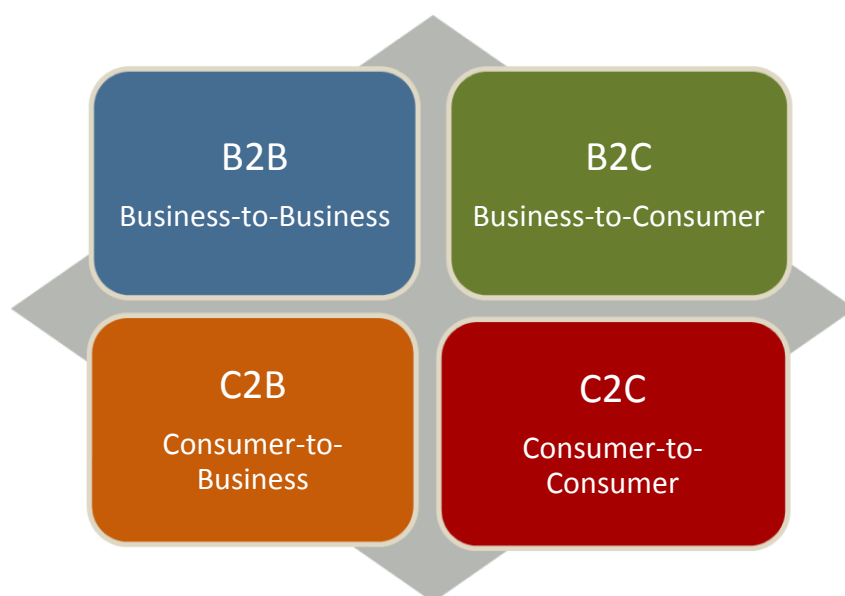 B2B
Business-to-Business
B2C
Business-to-Consumer
C2B
Consumer-to-
Business
C2C
Consumer-to-
Consumer